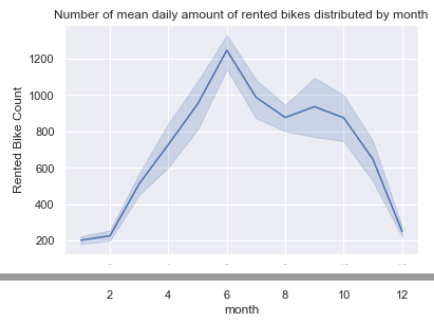 Number of mean daily amount of rented bikes distributed by month
1200
1000
800
600
400
200
Rented Bike Count
2 4 6 8 10 12
month